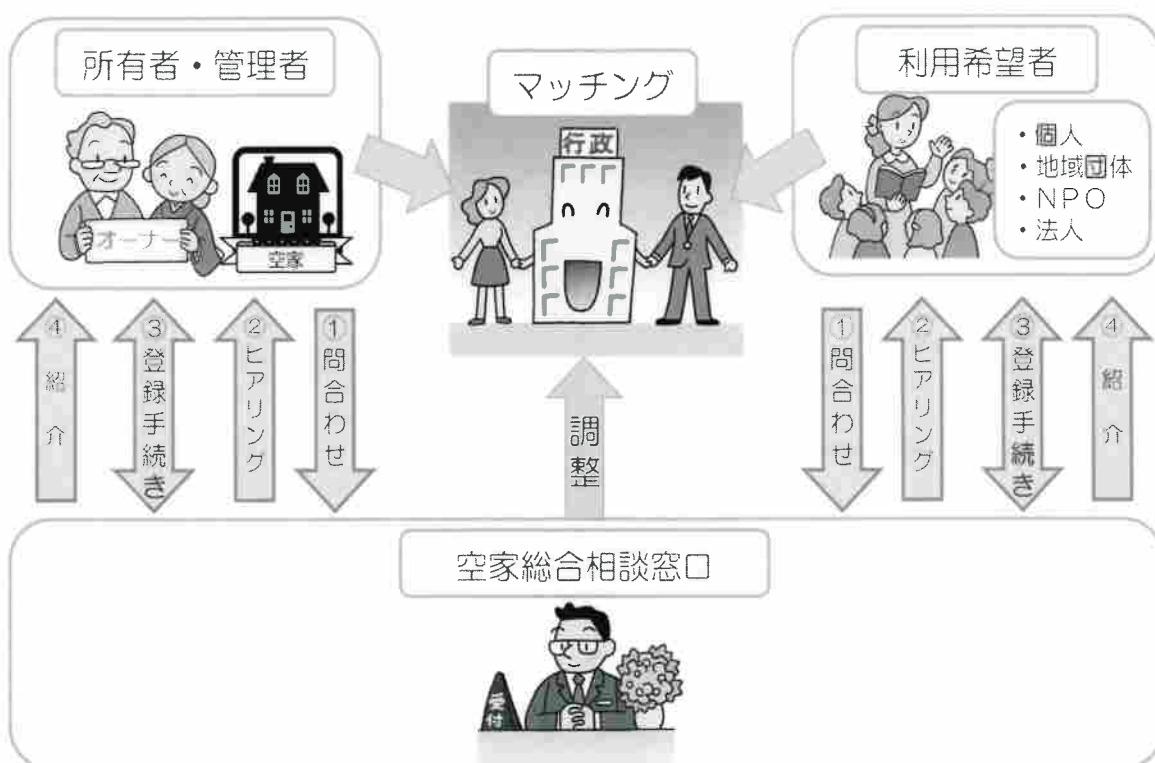 所有者・管理者
オーナー
空家
マッチング
行政
利用希望者
・個人
・地域団体
・NPO
・法人
④紹介
③登録手続き
②ヒアリング
①問合わせ
調整
①問合わせ
②ヒアリング
③登録手続き
④紹介
空家総合相談窓口
受付